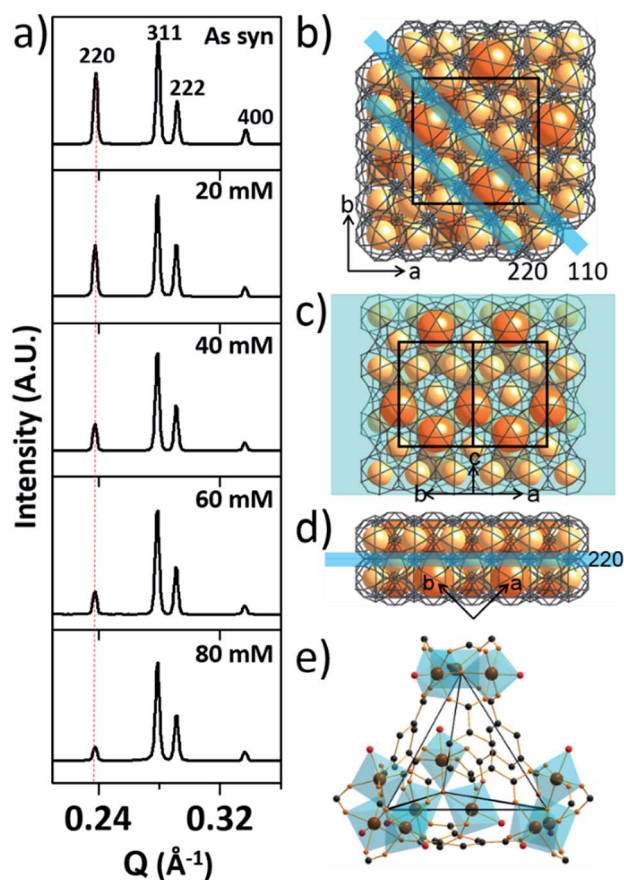 a)
220
311
As syn
222
400
20 mM
40 mM
60 mM
80 mM
Intensity (A.U.)
0.24 0.32
Q (Å⁻¹)
b)
b
a
220 110
c)
c
b a
d)
220
b a
e)